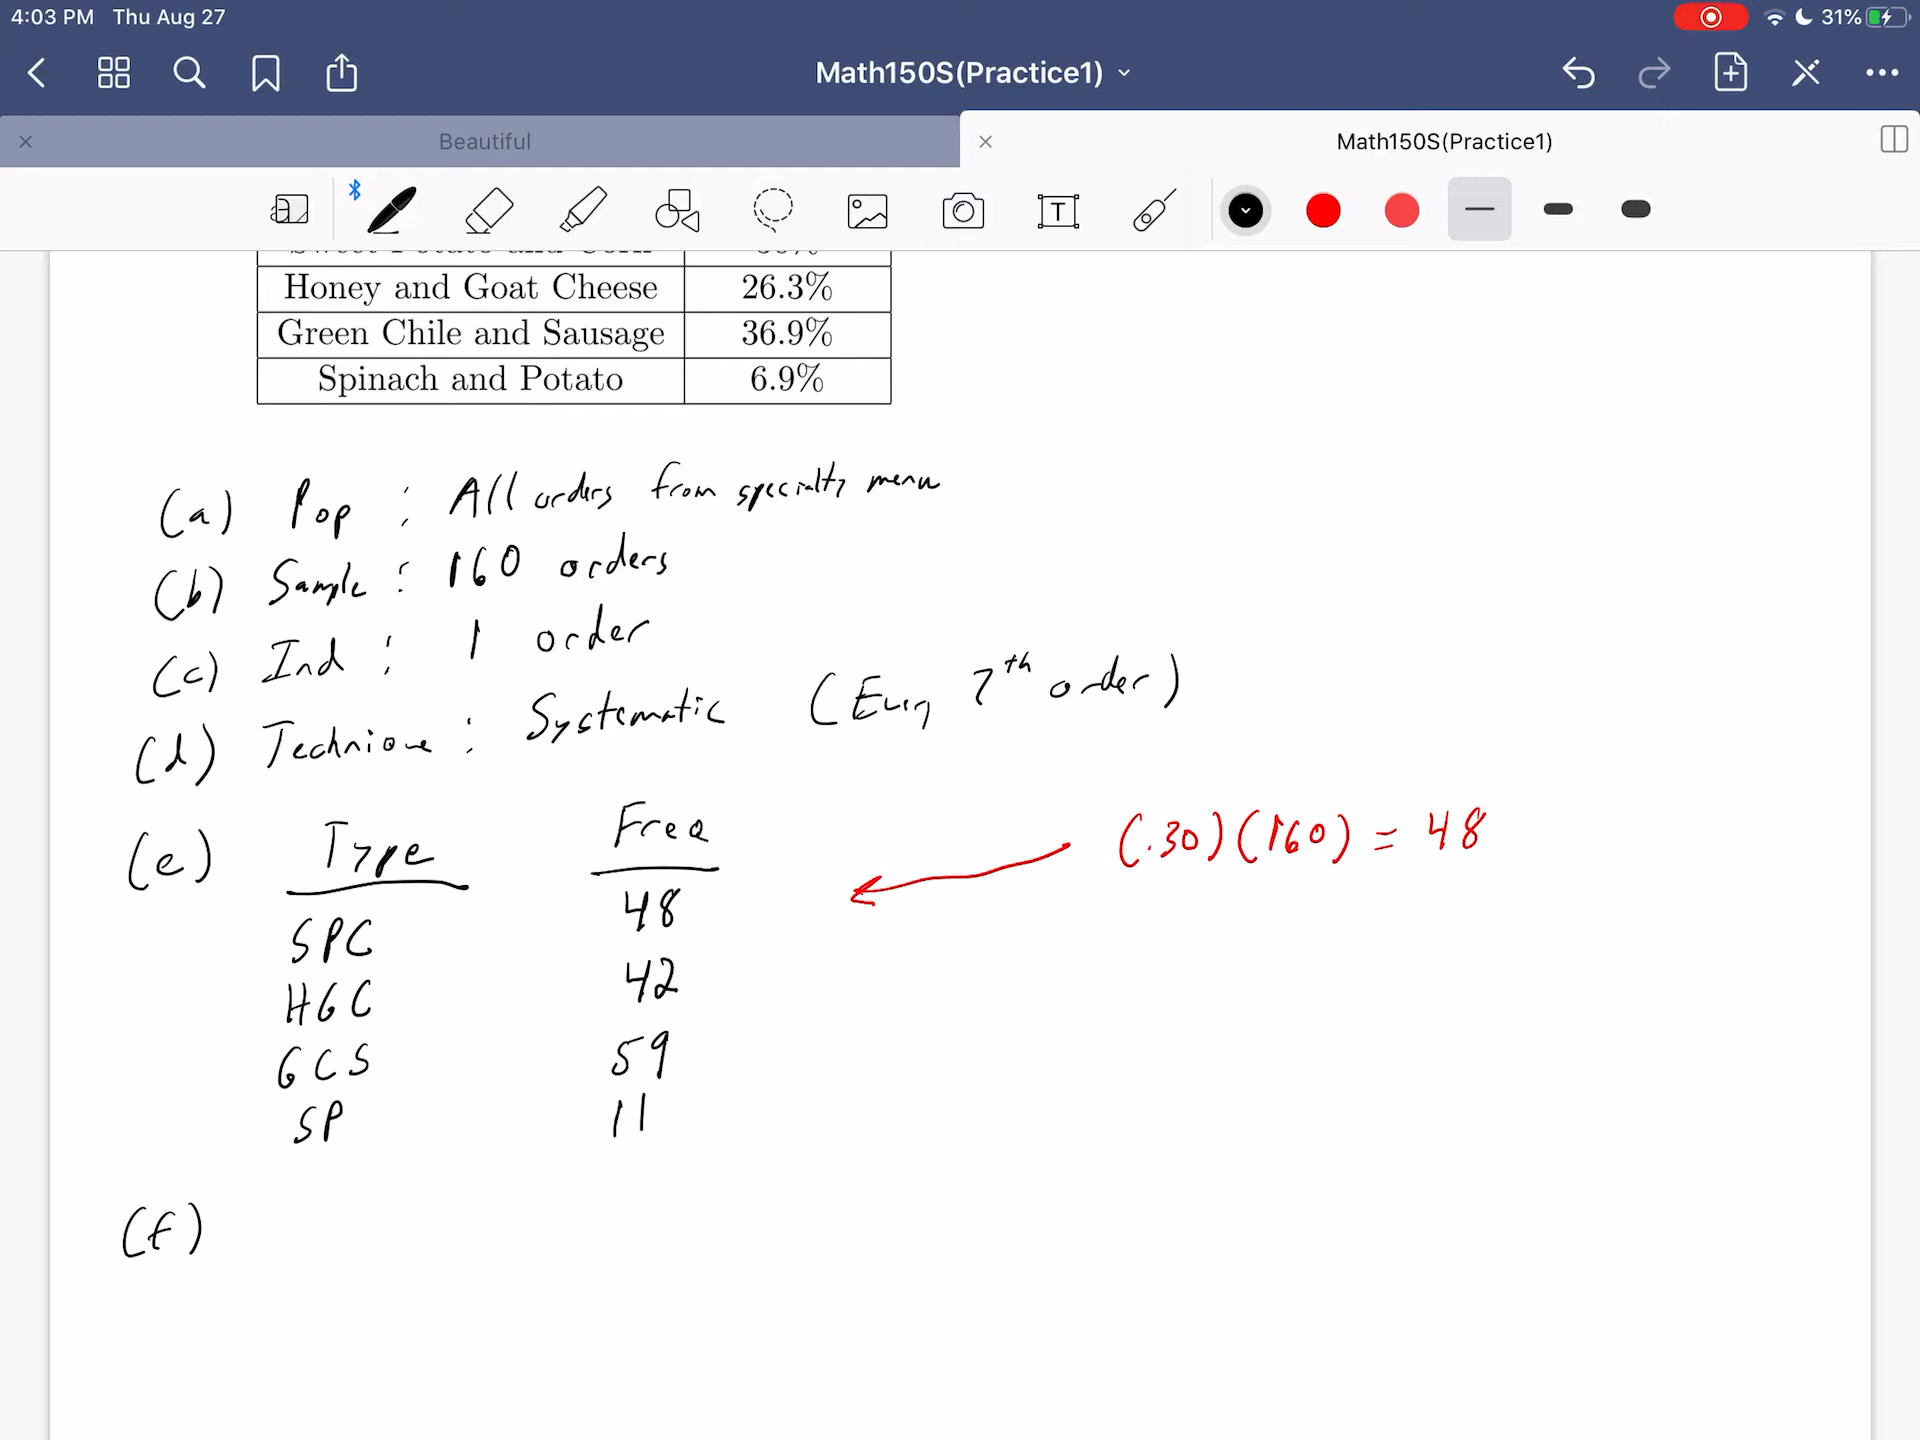 4:03 PM Thu Aug 27 31%
Math150S(Practice1)
Beautiful Math150S(Practice1)
Honey and Goat Cheese 26.3%
Green Chile and Sausage 36.9%
Spinach and Potato 6.9%
(a) Pop : All orders from specialty menu
(b) Sample : 160 orders
(c) Ind : 1 order
(d) Technique : Systematic (Every 7th order)
(e) Type Freq (.30)(160) = 48
SPC 48
HGC 42
GCS 59
SP 11
(f)